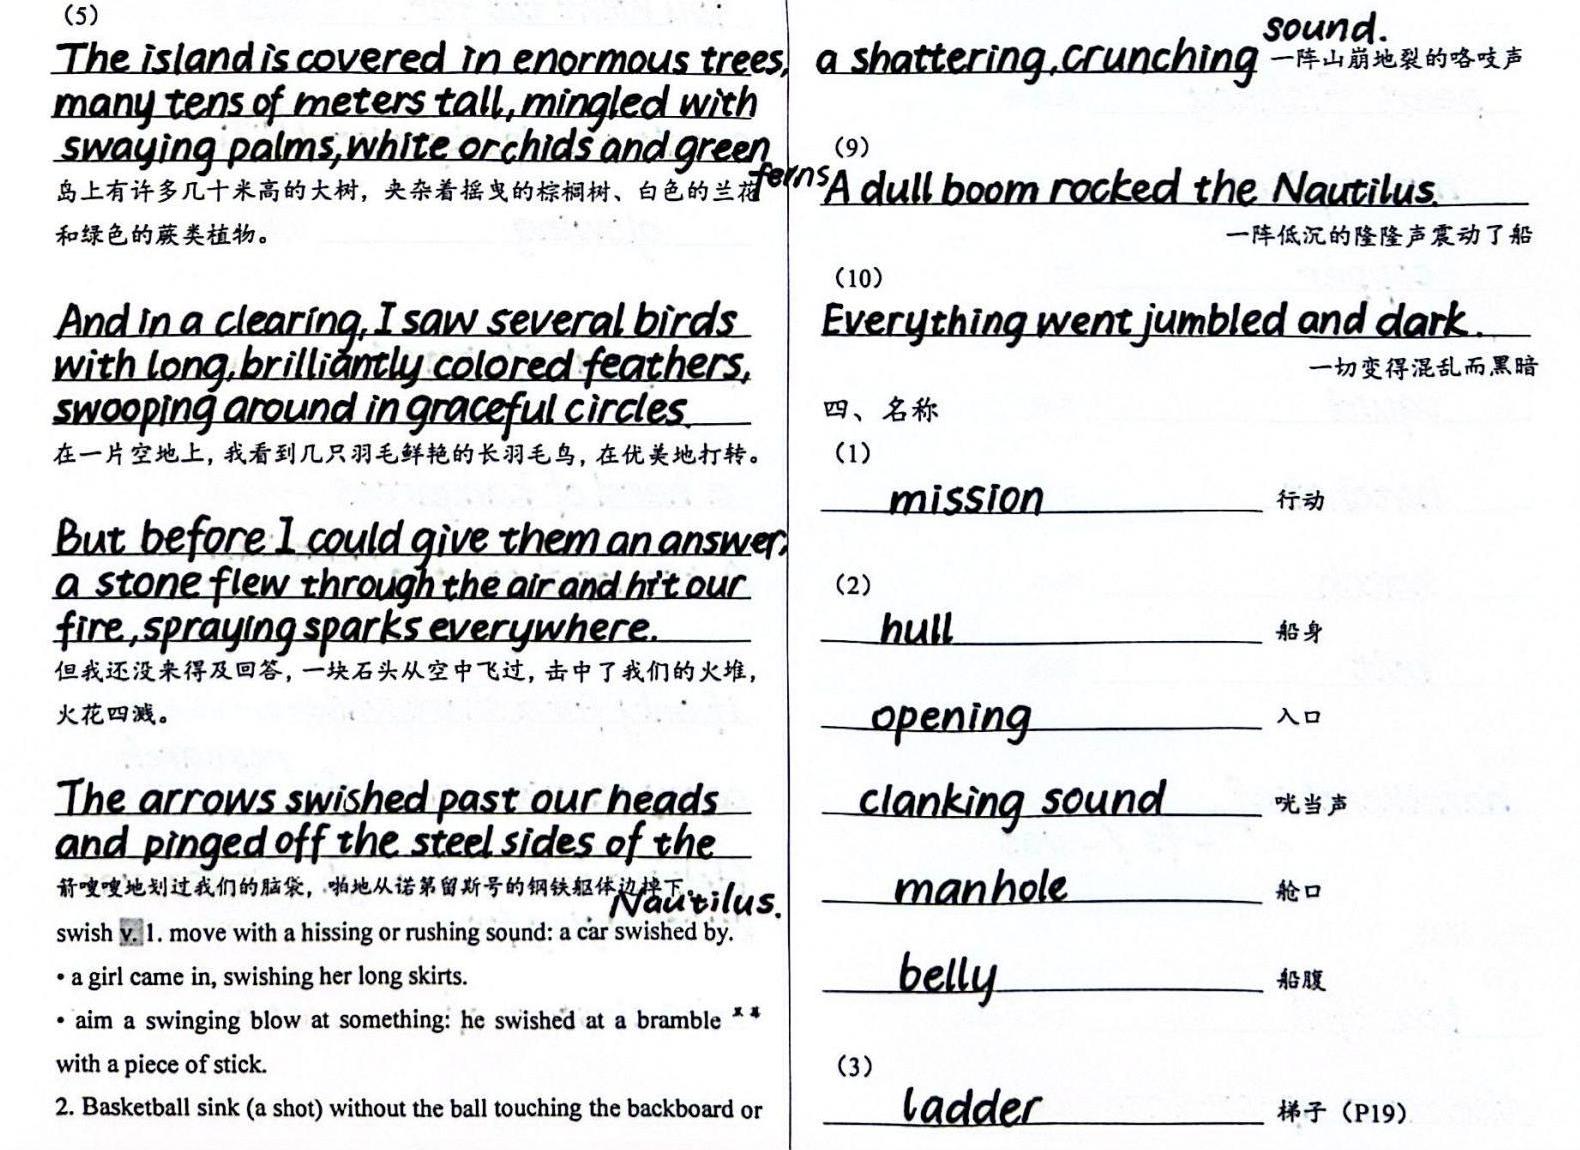 (5)
The island is covered in enormous trees,
many tens of meters tall, mingled with
swaying palms, white orchids and green
ferns
岛上有许多几十米高的大树，夹杂着摇曳的棕榈树、白色的兰花
和绿色的蕨类植物。
And in a clearing, I saw several birds
with long, brilliantly colored feathers,
swooping around in graceful circles.
在一片空地上，我看到几只羽毛鲜艳的长羽毛鸟，在优美地打转。
But before I could give them an answer,
a stone flew through the air and hit our
fire, spraying sparks everywhere.
但我还没来得及回答，一块石头从空中飞过，击中了我们的火堆，
火花四溅。
The arrows swished past our heads
and pinged off the steel sides of the
Nautilus.
箭嗖嗖地划过我们的脑袋，啪地从诺第留斯号的钢铁躯体边掉下。
swish v. 1. move with a hissing or rushing sound: a car swished by.
• a girl came in, swishing her long skirts.
• aim a swinging blow at something: he swished at a bramble
with a piece of stick.
2. Basketball sink (a shot) without the ball touching the backboard or
sound.
a shattering, crunching 一阵山崩地裂的咯吱声
(9)
A dull boom rocked the Nautilus.
一阵低沉的隆隆声震动了船
(10)
Everything went jumbled and dark.
一切变得混乱而黑暗
四、名称
(1)
mission 行动
(2)
hull 船身
opening 入口
clanking sound 咣当声
manhole 舱口
belly 船腹
(3)
ladder 梯子（P19）